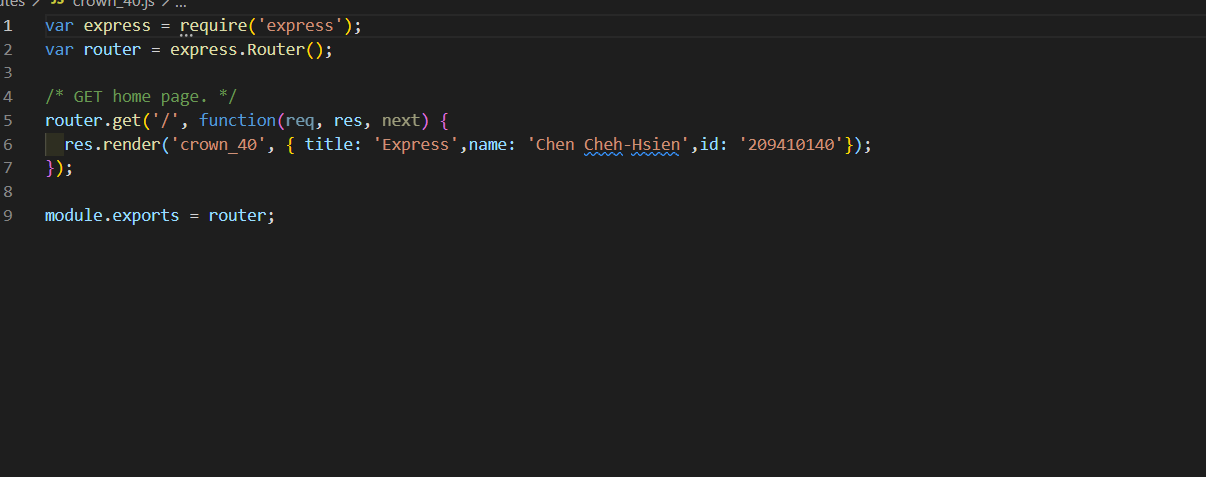 crown_40.js > ...
1 var express = require('express');
2 var router = express.Router();
3
4 /* GET home page. */
5 router.get('/', function(req, res, next) {
6   res.render('crown_40', { title: 'Express',name: 'Chen Cheh-Hsien',id: '209410140'});
7 });
8
9 module.exports = router;